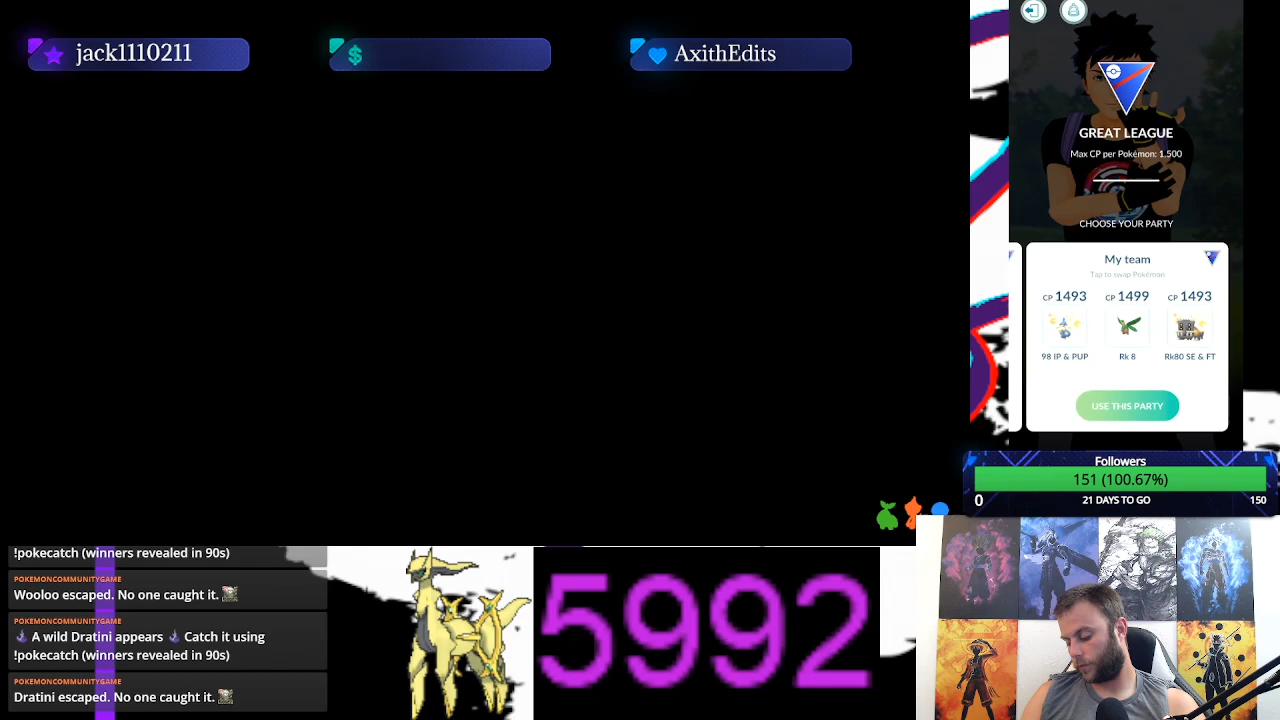 jack1110211
$
AxithEdits
GREAT LEAGUE
Max CP per Pokémon: 1.500
CHOOSE YOUR PARTY
My team
Tap to swap Pokémon
CP 1493
CP 1499
CP 1493
98 IP & PUP
Rk 8
Rk80 SE & FT
USE THIS PARTY
Followers
151 (100.67%)
0
21 DAYS TO GO
150
!pokecatch (winners revealed in 90s)
POKEMONCOMMUNITYGAME
Wooloo escaped. No one caught it.
POKEMONCOMMUNITYGAME
A wild Dratini appears
Catch it using
!pokecatch (winners revealed in 90s)
POKEMONCOMMUNITYGAME
Dratini escaped. No one caught it.
5992